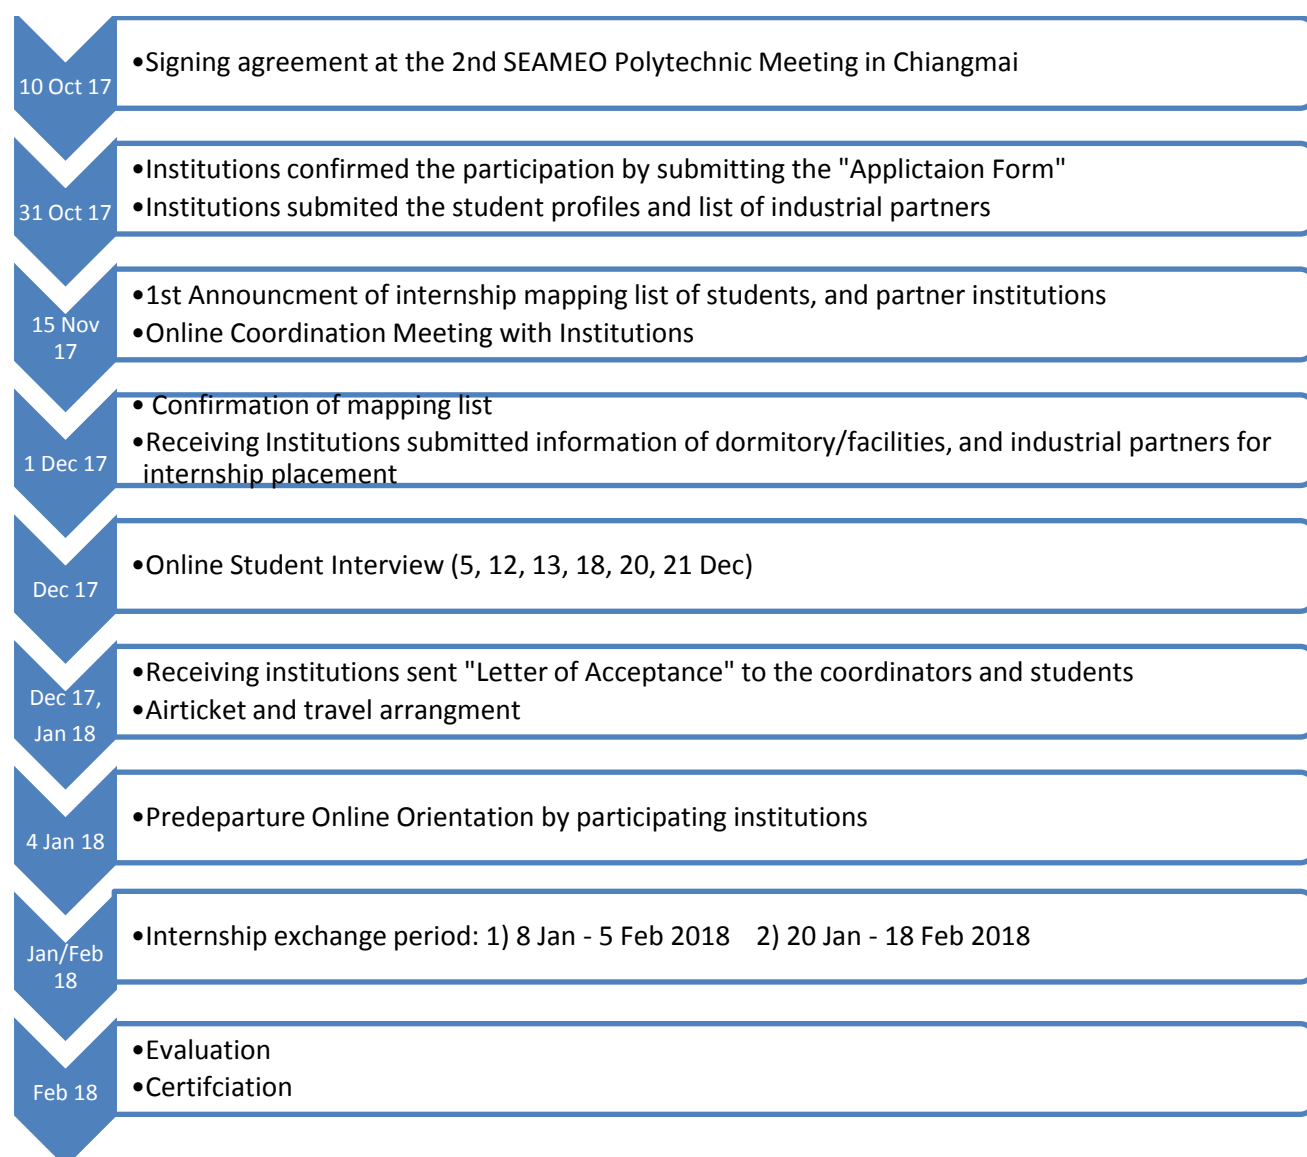 10 Oct 17
•Signing agreement at the 2nd SEAMEO Polytechnic Meeting in Chiangmai
31 Oct 17
•Institutions confirmed the participation by submitting the "Applictaion Form"
•Institutions submited the student profiles and list of industrial partners
15 Nov
17
•1st Announcment of internship mapping list of students, and partner institutions
•Online Coordination Meeting with Institutions
1 Dec 17
• Confirmation of mapping list
•Receiving Institutions submitted information of dormitory/facilities, and industrial partners for
internship placement
Dec 17
•Online Student Interview (5, 12, 13, 18, 20, 21 Dec)
Dec 17,
Jan 18
•Receiving institutions sent "Letter of Acceptance" to the coordinators and students
•Airticket and travel arrangment
4 Jan 18
•Predeparture Online Orientation by participating institutions
Jan/Feb
18
•Internship exchange period: 1) 8 Jan - 5 Feb 2018    2) 20 Jan - 18 Feb 2018
Feb 18
•Evaluation
•Certifciation